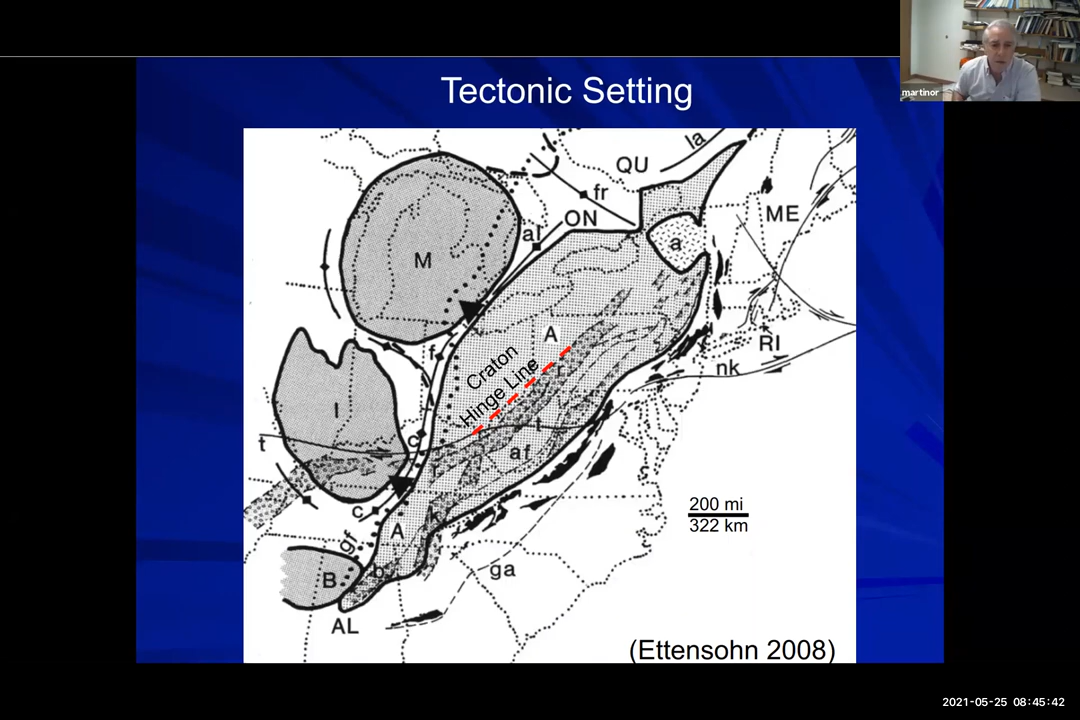 martinor
Tectonic Setting
la
QU
fr
ON
ME
al
a
M
A
RI
f
Craton
Hinge Line
r
nk
I
t
c
t
af
r
200 mi
322 km
c
A
gf
B
b
ga
AL
(Ettensohn 2008)
2021-05-25 08:45:42